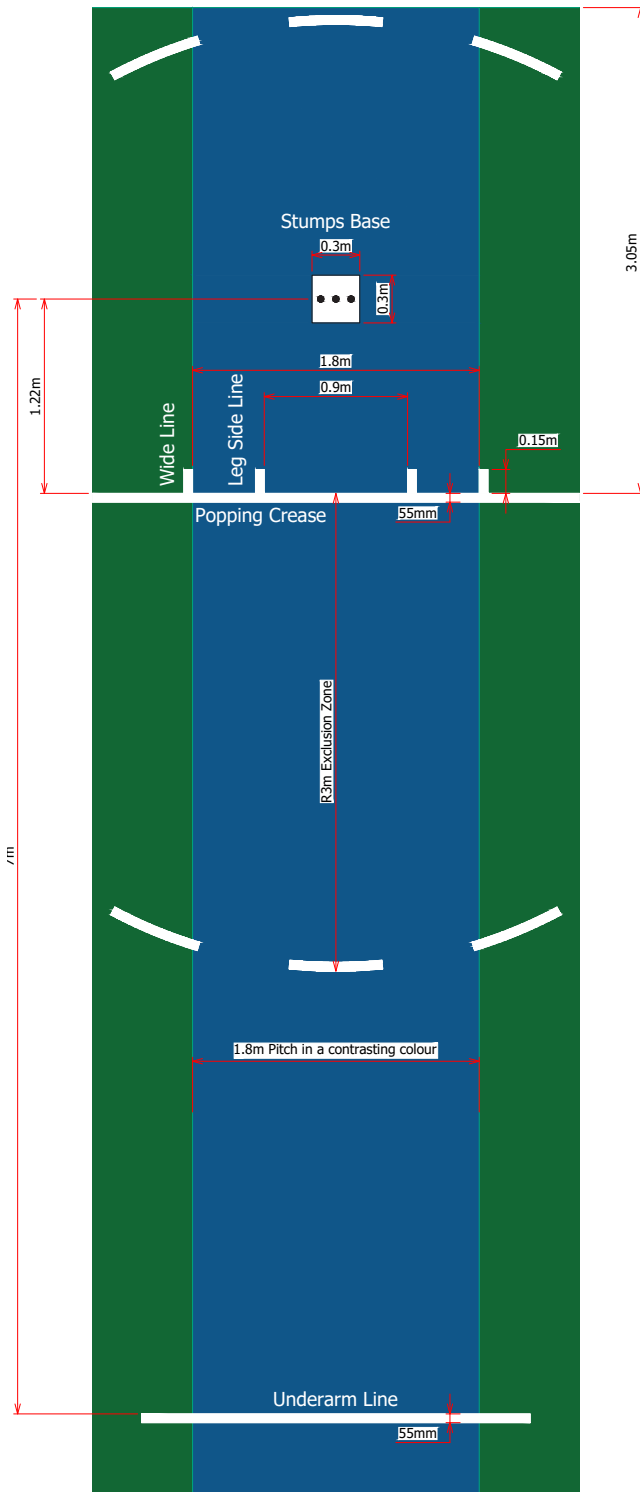 3.05m
Stumps Base
0.3m
0.3m
1.22m
1.8m
0.9m
Wide Line
Leg Side Line
0.15m
Popping Crease
55mm
R3m Exclusion Zone
7m
1.8m Pitch in a contrasting colour
Underarm Line
55mm